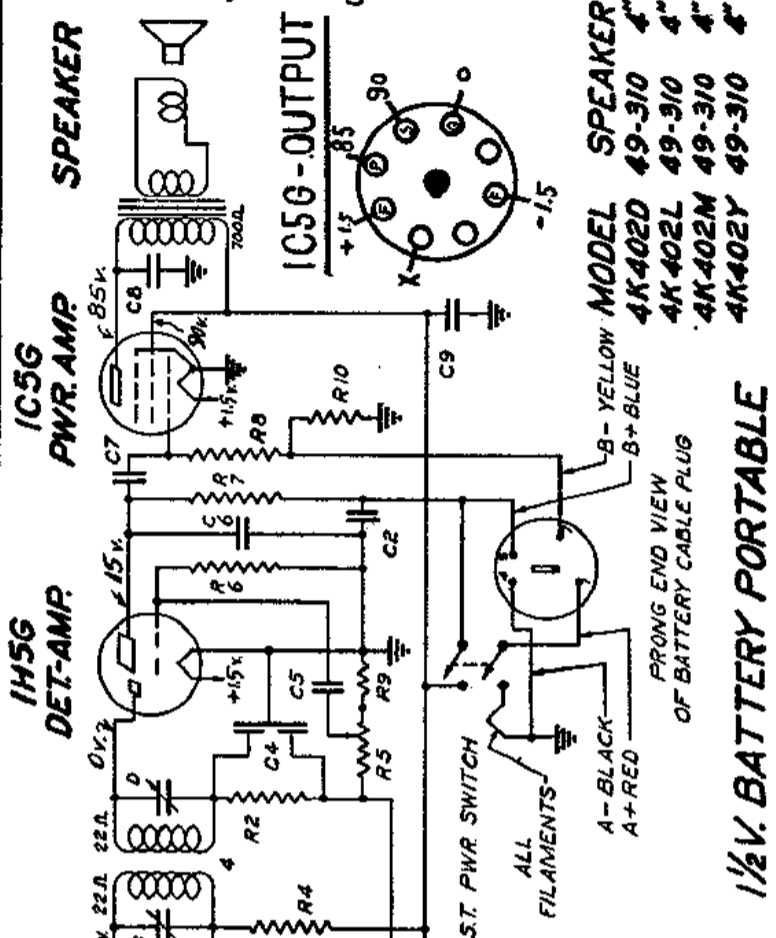 1H5G
DET.-AMP.
1C5G
PWR. AMP.
SPEAKER
22Ω
22Ω
0v.
D
4
R2
R4
C4
R5
R9
C5
+1.5v.
15v.
R6
C6
R7
C2
C7
R8
R10
85v.
C8
90v.
+1.5v.
C9
700Ω
1C5G-OUTPUT
+1.5
85
90
0
-1.5
X
F
P
S
G
F
S.T. PWR. SWITCH
ALL
FILAMENTS
A-BLACK
A+RED
B-YELLOW
B+BLUE
PRONG END VIEW
OF BATTERY CABLE PLUG
MODEL SPEAKER
4K402D 49-310 4"
4K402L 49-310 4"
4K402M 49-310 4"
4K402Y 49-310 4"
1½V. BATTERY PORTABLE